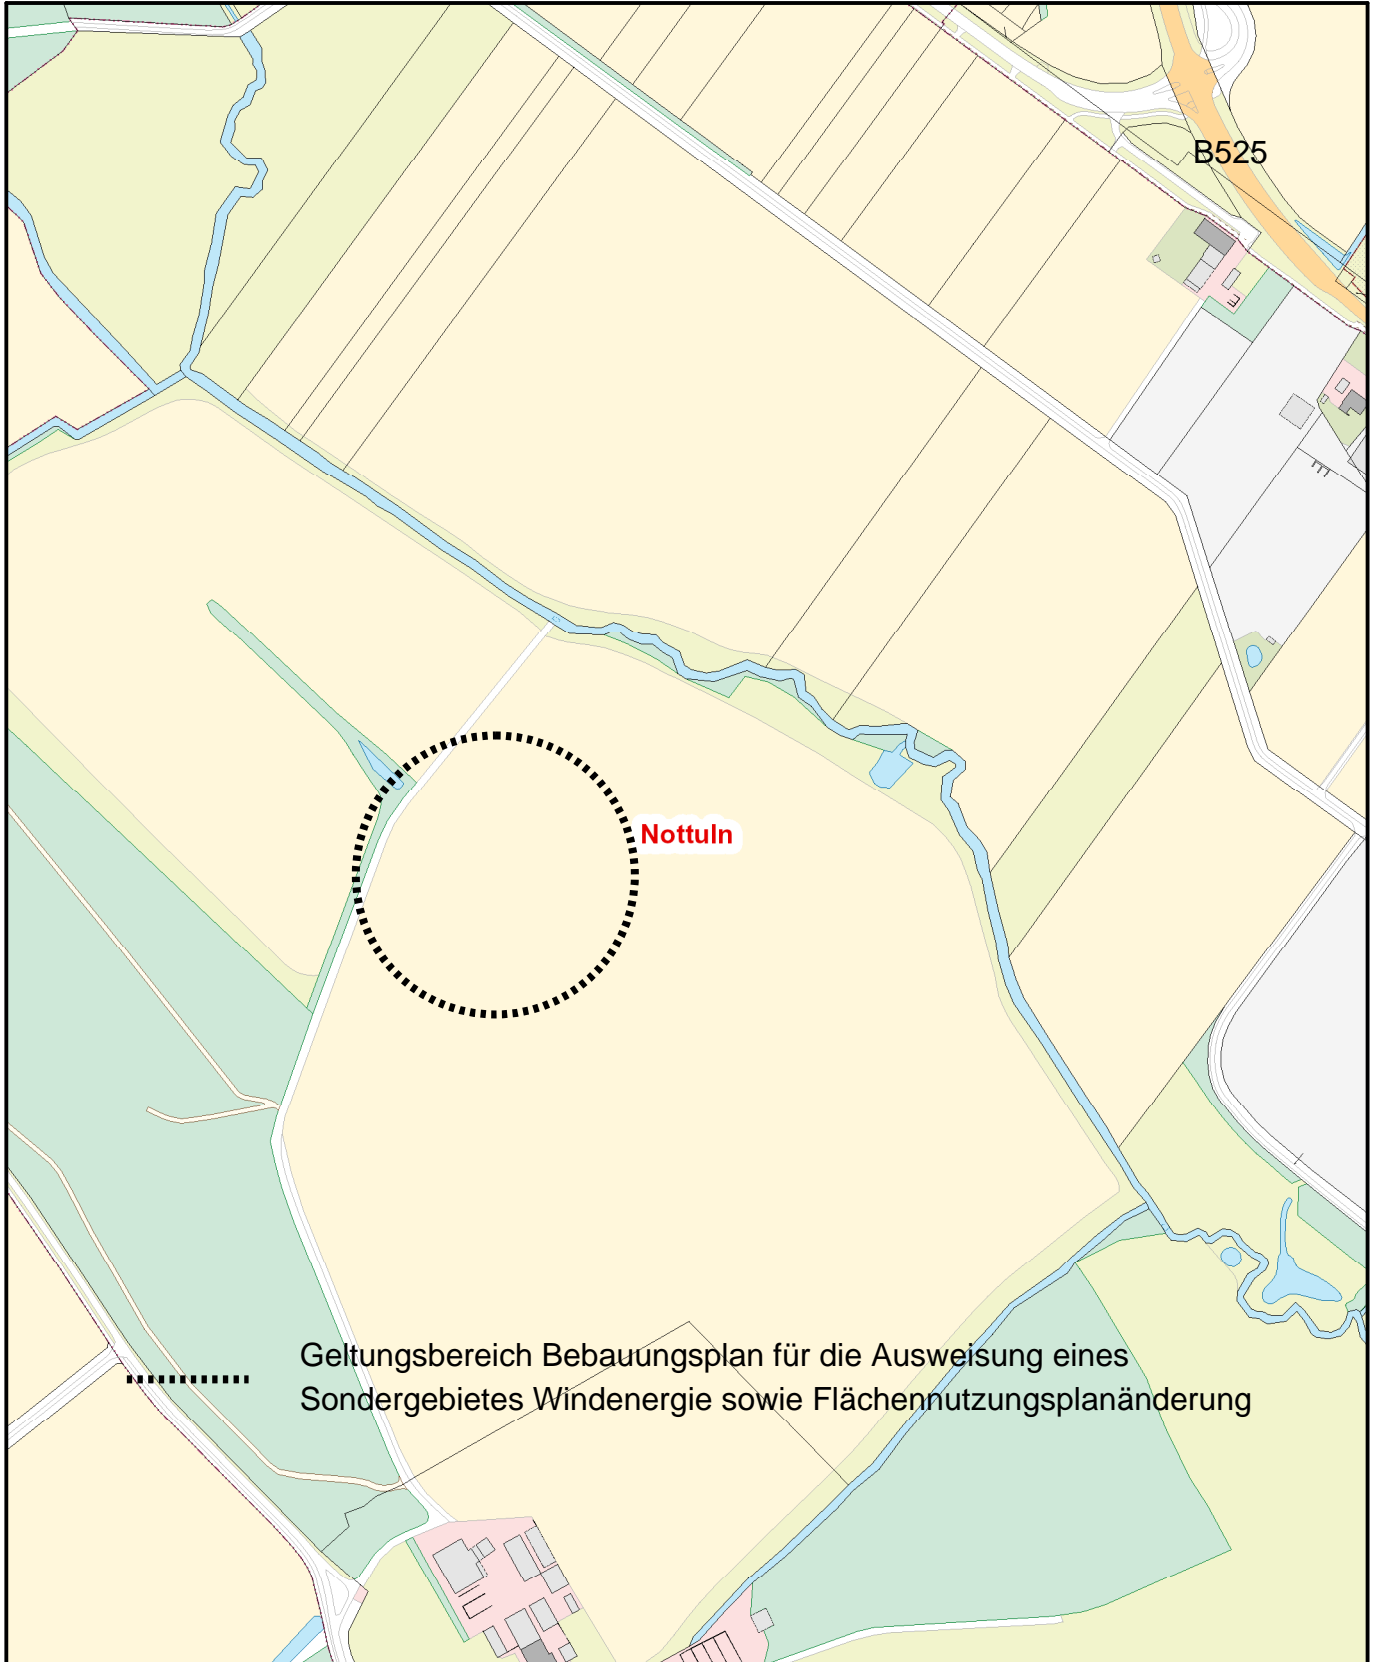 B525
Nottuln
Geltungsbereich Bebauungsplan für die Ausweisung eines
Sondergebietes Windenergie sowie Flächennutzungsplanänderung